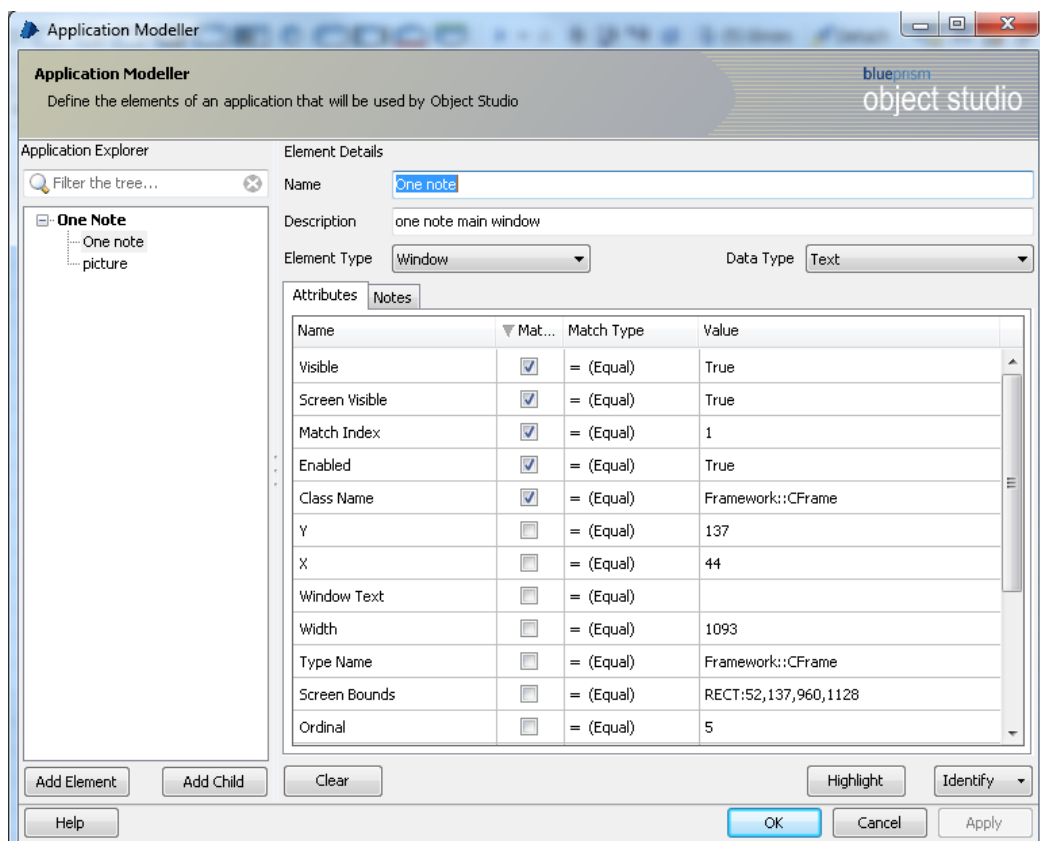 Application Modeller
Application Modeller
Define the elements of an application that will be used by Object Studio
blueprism
object studio
Application Explorer
Filter the tree...
One Note
One note
picture
Element Details
Name One note
Description one note main window
Element Type Window Data Type Text
Attributes Notes
Name Mat... Match Type Value
Visible = (Equal) True
Screen Visible = (Equal) True
Match Index = (Equal) 1
Enabled = (Equal) True
Class Name = (Equal) Framework::CFrame
Y = (Equal) 137
X = (Equal) 44
Window Text = (Equal)
Width = (Equal) 1093
Type Name = (Equal) Framework::CFrame
Screen Bounds = (Equal) RECT:52,137,960,1128
Ordinal = (Equal) 5
Add Element Add Child Clear Highlight Identify
Help OK Cancel Apply